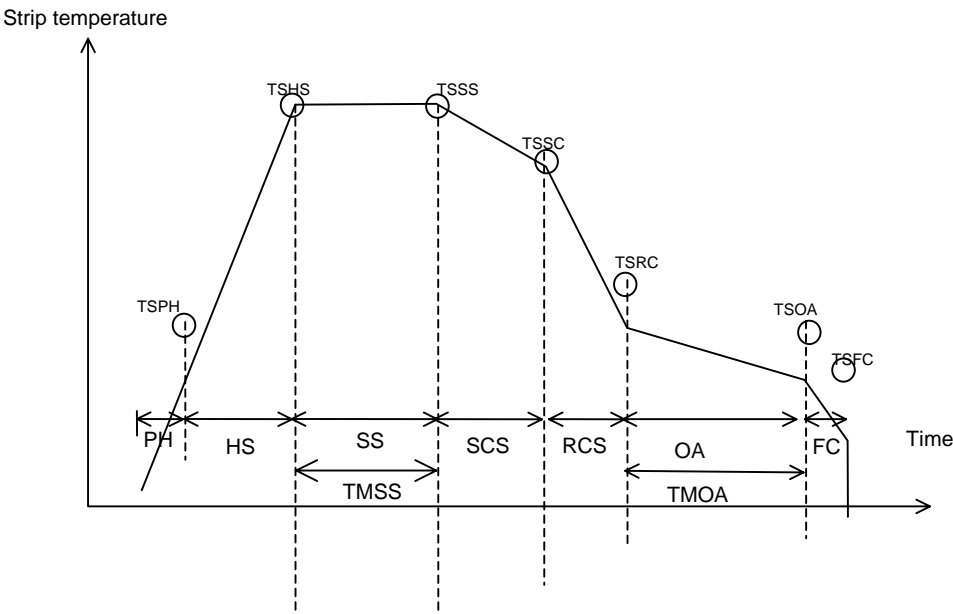 Strip temperature
TSHS
TSSS
TSSC
TSRC
TSPH
TSOA
TSFC
PH
HS
SS
SCS
RCS
OA
FC
Time
TMSS
TMOA